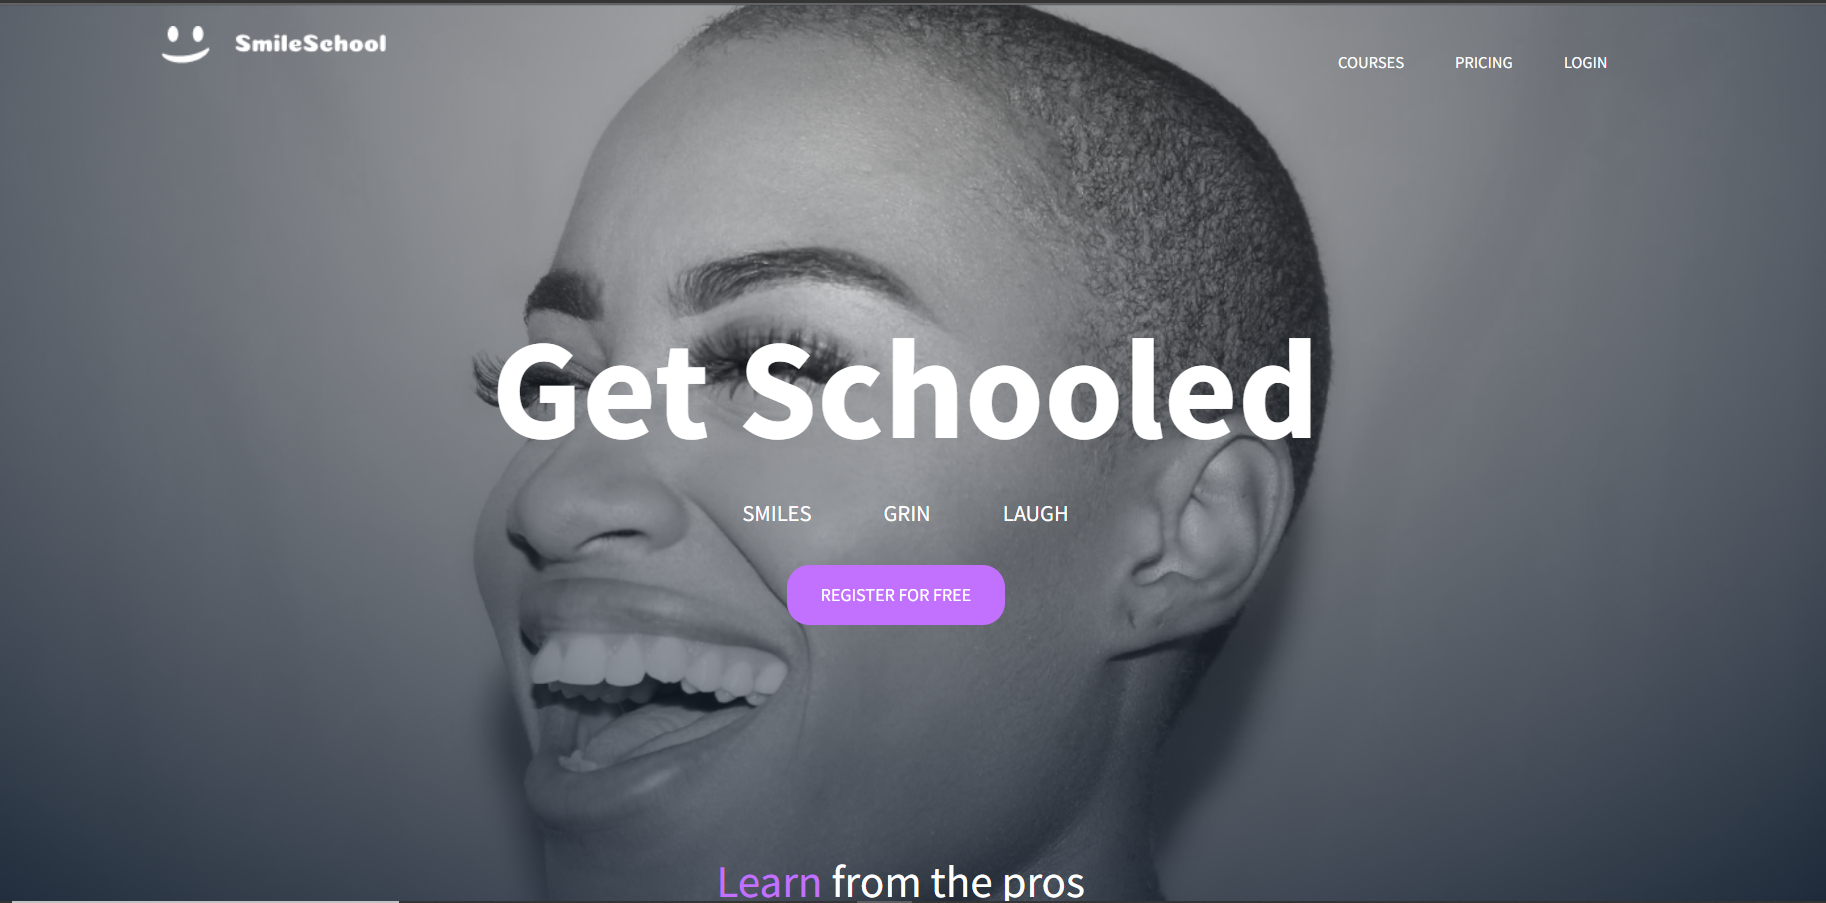 SmileSchool
COURSES PRICING LOGIN
Get Schooled
SMILES GRIN LAUGH
REGISTER FOR FREE
Learn from the pros